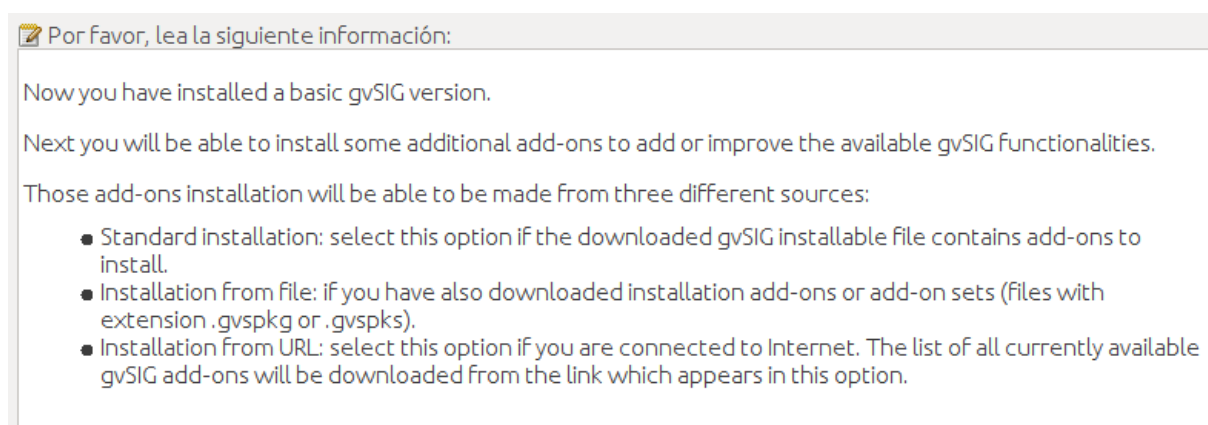 Por favor, lea la siguiente información:
Now you have installed a basic gvSIG version.
Next you will be able to install some additional add-ons to add or improve the available gvSIG functionalities.
Those add-ons installation will be able to be made from three different sources:
● Standard installation: select this option if the downloaded gvSIG installable file contains add-ons to
install.
● Installation from file: if you have also downloaded installation add-ons or add-on sets (files with
extension .gvspkg or .gvspks).
● Installation from URL: select this option if you are connected to Internet. The list of all currently available
gvSIG add-ons will be downloaded from the link which appears in this option.